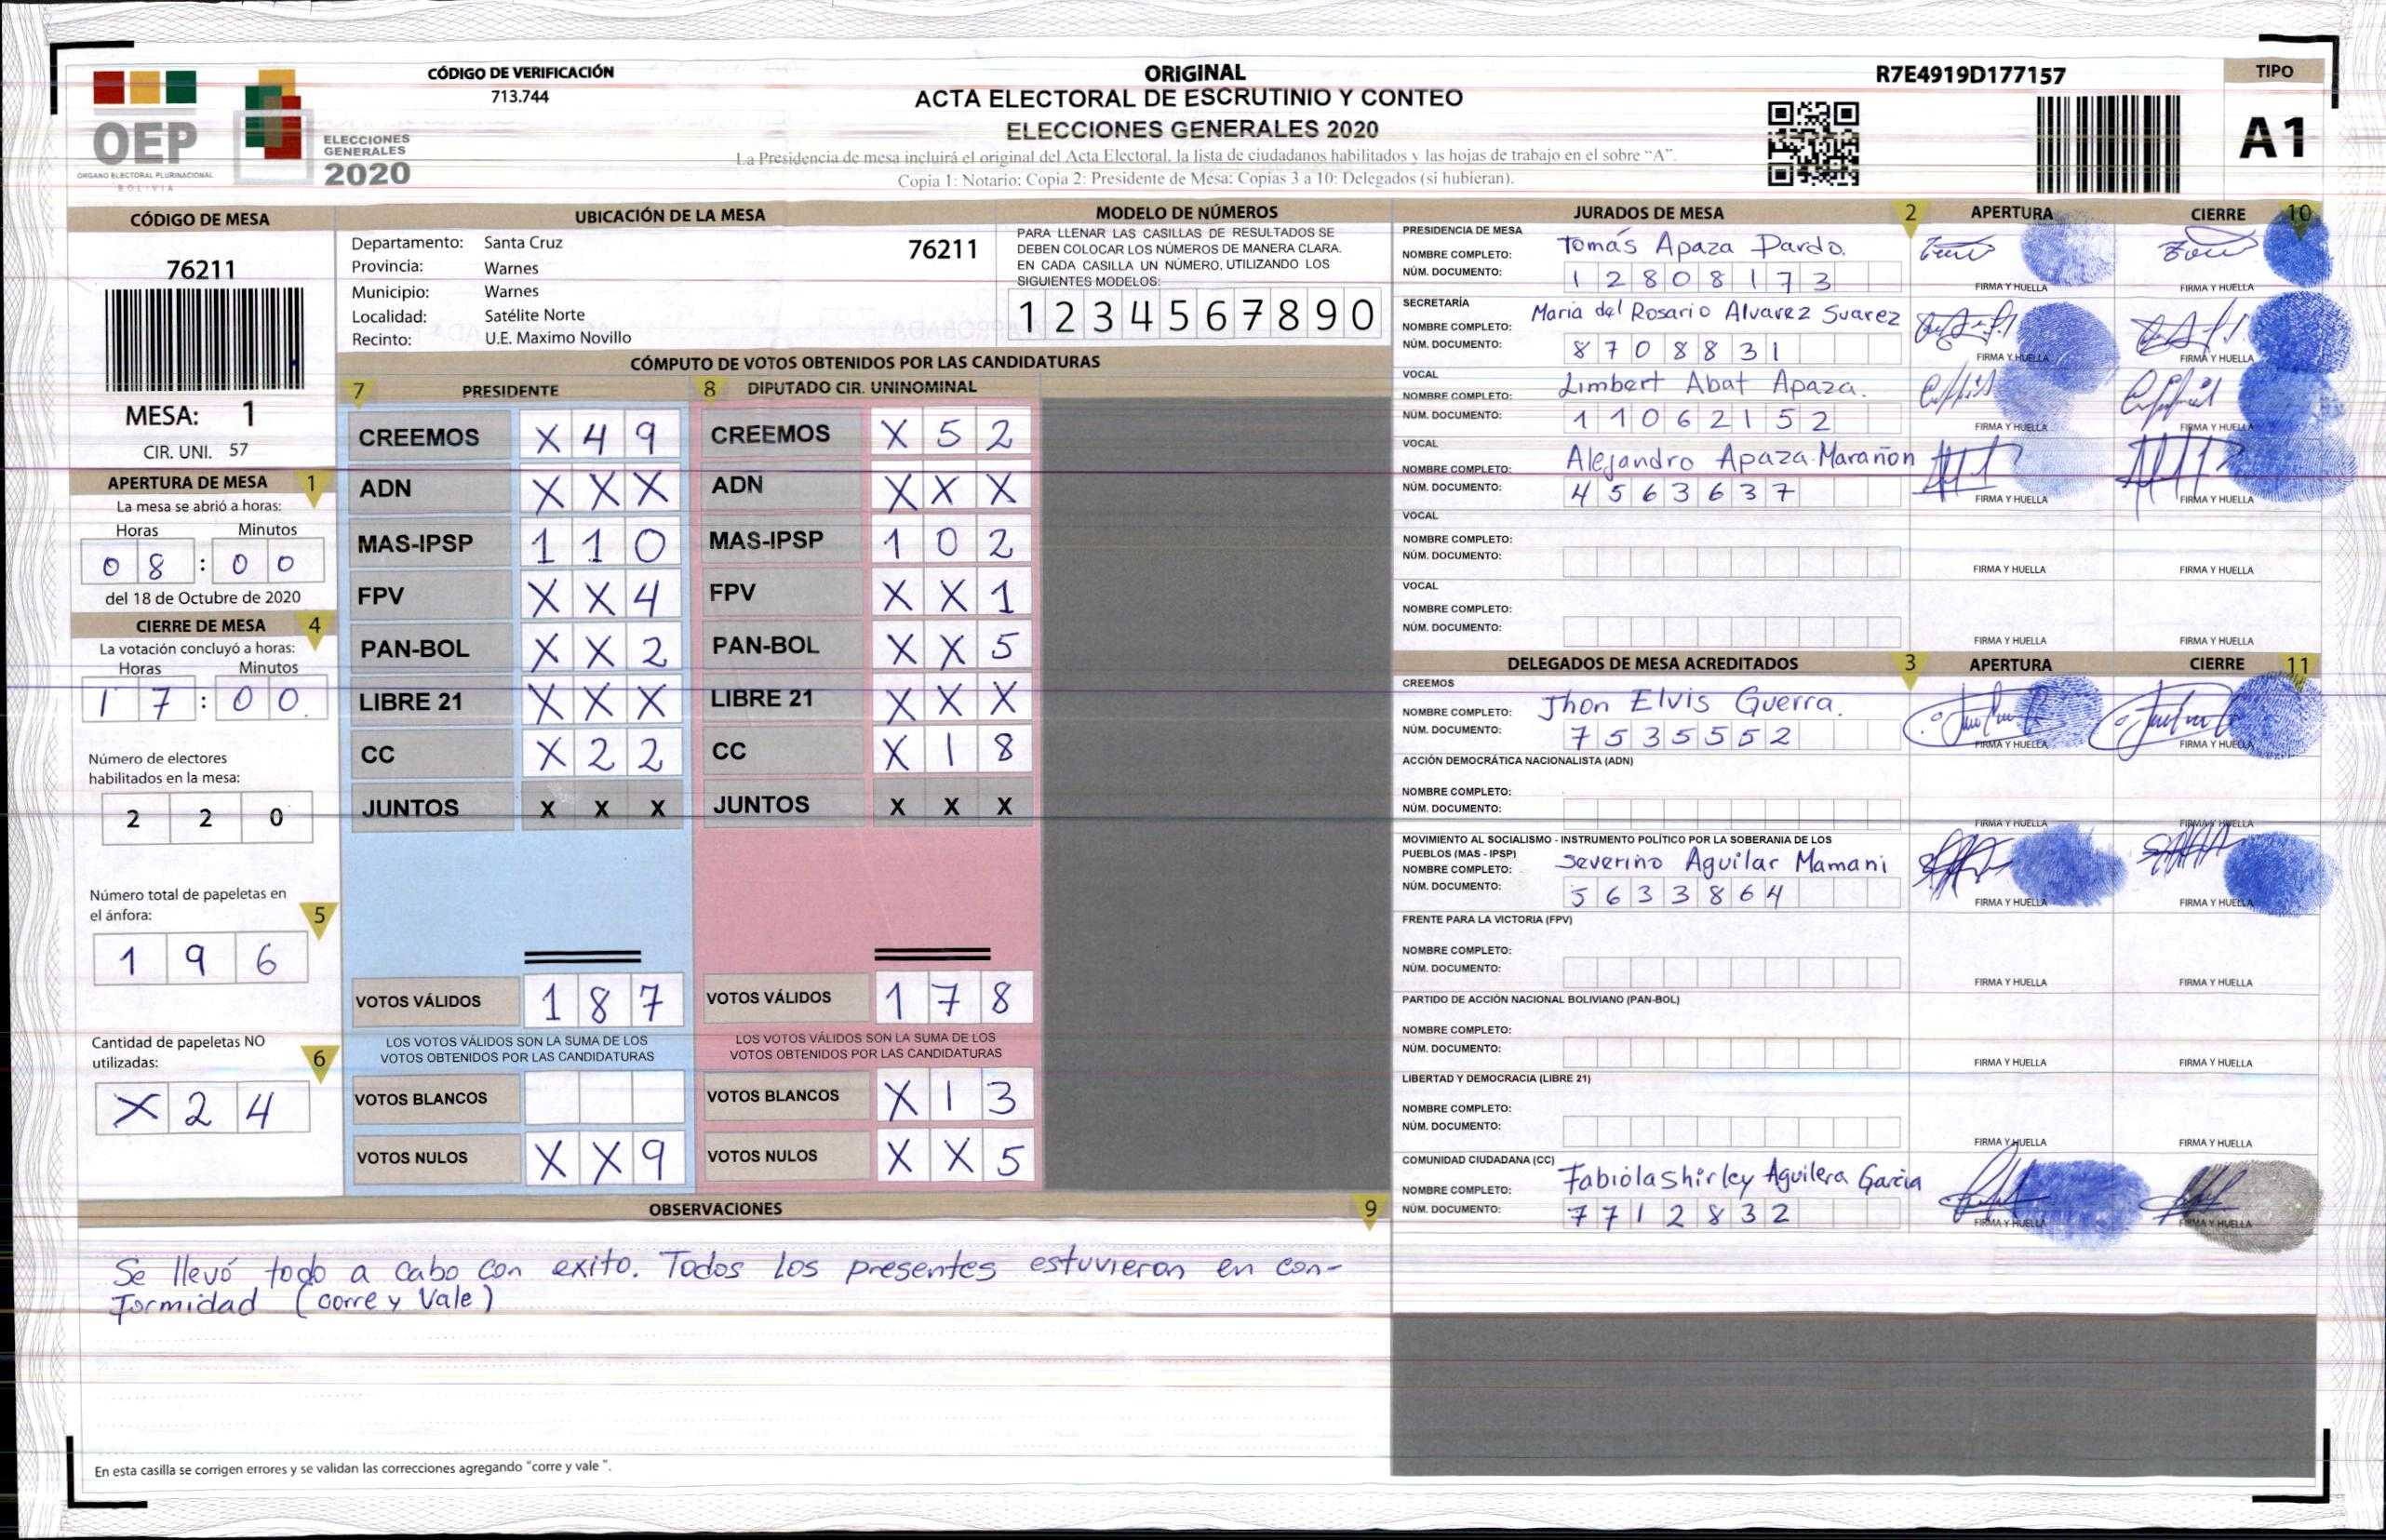 CÓDIGO DE VERIFICACIÓN
713.744
OEP
ÓRGANO ELECTORAL PLURINACIONAL
BOLIVIA
ELECCIONES
GENERALES
2020
ORIGINAL
ACTA ELECTORAL DE ESCRUTINIO Y CONTEO
ELECCIONES GENERALES 2020
La Presidencia de mesa incluirá el original del Acta Electoral, la lista de ciudadanos habilitados y las hojas de trabajo en el sobre "A".
Copia 1: Notario; Copia 2: Presidente de Mesa; Copias 3 a 10: Delegados (si hubieran).
R7E4919D177157
TIPO
A1
CÓDIGO DE MESA
76211
MESA: 1
CIR. UNI. 57
APERTURA DE MESA 1
La mesa se abrió a horas:
Horas Minutos
0 8 : 0 0
del 18 de Octubre de 2020
CIERRE DE MESA 4
La votación concluyó a horas:
Horas Minutos
1 7 : 0 0
Número de electores
habilitados en la mesa:
2 2 0
Número total de papeletas en
el ánfora: 5
1 9 6
Cantidad de papeletas NO
utilizadas: 6
X 2 4
UBICACIÓN DE LA MESA
Departamento: Santa Cruz 76211
Provincia: Warnes
Municipio: Warnes
Localidad: Satélite Norte
Recinto: U.E. Maximo Novillo
MODELO DE NÚMEROS
PARA LLENAR LAS CASILLAS DE RESULTADOS SE
DEBEN COLOCAR LOS NÚMEROS DE MANERA CLARA.
EN CADA CASILLA UN NÚMERO, UTILIZANDO LOS
SIGUIENTES MODELOS:
1 2 3 4 5 6 7 8 9 0
CÓMPUTO DE VOTOS OBTENIDOS POR LAS CANDIDATURAS
7 PRESIDENTE 8 DIPUTADO CIR. UNINOMINAL
CREEMOS X 4 9 CREEMOS X 5 2
ADN X X X ADN X X X
MAS-IPSP 1 1 0 MAS-IPSP 1 0 2
FPV X X 4 FPV X X 1
PAN-BOL X X 2 PAN-BOL X X 5
LIBRE 21 X X X LIBRE 21 X X X
CC X 2 2 CC X 1 8
JUNTOS X X X JUNTOS X X X
VOTOS VÁLIDOS 1 8 7 VOTOS VÁLIDOS 1 7 8
LOS VOTOS VÁLIDOS SON LA SUMA DE LOS LOS VOTOS VÁLIDOS SON LA SUMA DE LOS
VOTOS OBTENIDOS POR LAS CANDIDATURAS VOTOS OBTENIDOS POR LAS CANDIDATURAS
VOTOS BLANCOS VOTOS BLANCOS X 1 3
VOTOS NULOS X X 9 VOTOS NULOS X X 5
OBSERVACIONES 9
Se llevó todo a cabo con exito. Todos los presentes estuvieron en con-
formidad (corre y Vale)
En esta casilla se corrigen errores y se validan las correcciones agregando "corre y vale ".
JURADOS DE MESA 2 APERTURA CIERRE 10
PRESIDENCIA DE MESA
NOMBRE COMPLETO: Tomás Apaza Pardo.
NÚM. DOCUMENTO: 1 2 8 0 8 1 7 3
FIRMA Y HUELLA FIRMA Y HUELLA
SECRETARÍA
NOMBRE COMPLETO: Maria del Rosario Alvarez Suarez
NÚM. DOCUMENTO: 8 7 0 8 8 3 1
FIRMA Y HUELLA FIRMA Y HUELLA
VOCAL
NOMBRE COMPLETO: Limbert Abat Apaza.
NÚM. DOCUMENTO: 1 1 0 6 2 1 5 2
FIRMA Y HUELLA FIRMA Y HUELLA
VOCAL
NOMBRE COMPLETO: Alejandro Apaza Marañon
NÚM. DOCUMENTO: 4 5 6 3 6 3 7
FIRMA Y HUELLA FIRMA Y HUELLA
VOCAL
NOMBRE COMPLETO:
NÚM. DOCUMENTO:
FIRMA Y HUELLA FIRMA Y HUELLA
VOCAL
NOMBRE COMPLETO:
NÚM. DOCUMENTO:
FIRMA Y HUELLA FIRMA Y HUELLA
DELEGADOS DE MESA ACREDITADOS 3 APERTURA CIERRE 11
CREEMOS
NOMBRE COMPLETO: Jhon Elvis Guerra.
NÚM. DOCUMENTO: 7 5 3 5 5 5 2
FIRMA Y HUELLA FIRMA Y HUELLA
ACCIÓN DEMOCRÁTICA NACIONALISTA (ADN)
NOMBRE COMPLETO:
NÚM. DOCUMENTO:
FIRMA Y HUELLA FIRMA Y HUELLA
MOVIMIENTO AL SOCIALISMO - INSTRUMENTO POLÍTICO POR LA SOBERANIA DE LOS
PUEBLOS (MAS - IPSP)
NOMBRE COMPLETO: Severino Aguilar Mamani
NÚM. DOCUMENTO: 5 6 3 3 8 6 4
FIRMA Y HUELLA FIRMA Y HUELLA
FRENTE PARA LA VICTORIA (FPV)
NOMBRE COMPLETO:
NÚM. DOCUMENTO:
FIRMA Y HUELLA FIRMA Y HUELLA
PARTIDO DE ACCIÓN NACIONAL BOLIVIANO (PAN-BOL)
NOMBRE COMPLETO:
NÚM. DOCUMENTO:
FIRMA Y HUELLA FIRMA Y HUELLA
LIBERTAD Y DEMOCRACIA (LIBRE 21)
NOMBRE COMPLETO:
NÚM. DOCUMENTO:
FIRMA Y HUELLA FIRMA Y HUELLA
COMUNIDAD CIUDADANA (CC)
NOMBRE COMPLETO: Fabiola Shirley Aguilera Garcia
NÚM. DOCUMENTO: 7 7 1 2 8 3 2
FIRMA Y HUELLA FIRMA Y HUELLA